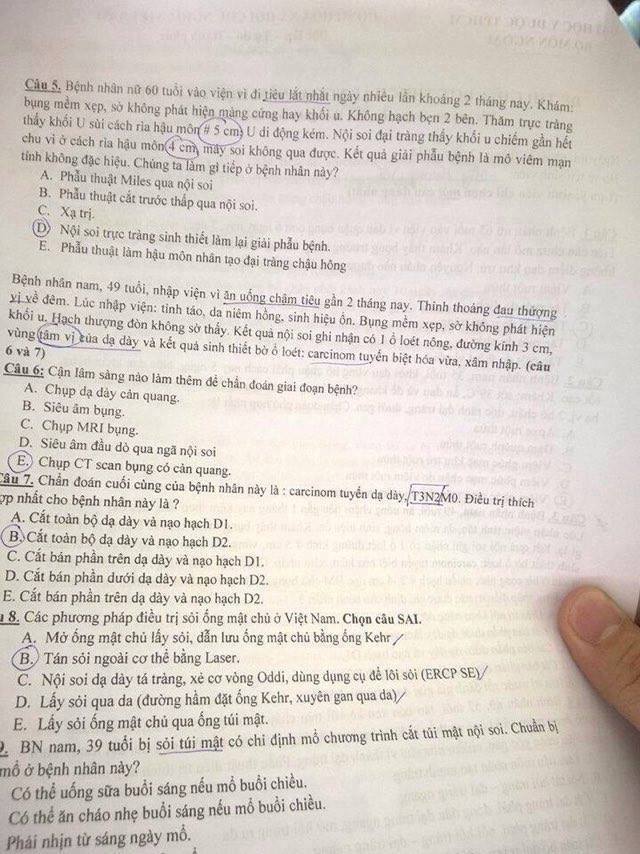 Câu 5. Bệnh nhân nữ 60 tuổi vào viện vì đi tiêu lắt nhắt ngày nhiều lần khoảng 2 tháng nay. Khám:
bụng mềm xẹp, sờ không phát hiện mảng cứng hay khối u. Không hạch bẹn 2 bên. Thăm trực tràng
thấy khối U sùi cách rìa hậu môn # 5 cm, U di động kém. Nội soi đại tràng thấy khối u chiếm gần hết
chu vi ở cách rìa hậu môn 4 cm, máy soi không qua được. Kết quả giải phẫu bệnh là mô viêm mạn
tính không đặc hiệu. Chúng ta làm gì tiếp ở bệnh nhân này?
A. Phẫu thuật Miles qua nội soi
B. Phẫu thuật cắt trước thấp qua nội soi.
C. Xạ trị.
D. Nội soi trực tràng sinh thiết làm lại giải phẫu bệnh.
E. Phẫu thuật làm hậu môn nhân tạo đại tràng chậu hông
Bệnh nhân nam, 49 tuổi, nhập viện vì ăn uống chậm tiêu gần 2 tháng nay. Thỉnh thoảng đau thượng
vị về đêm. Lúc nhập viện: tỉnh táo, da niêm hồng, sinh hiệu ổn. Bụng mềm xẹp, sờ không phát hiện
khối u. Hạch thượng đòn không sờ thấy. Kết quả nội soi ghi nhận có 1 ổ loét nông, đường kính 3 cm,
vùng tâm vị của dạ dày và kết quả sinh thiết bờ ổ loét: carcinom tuyến biệt hóa vừa, xâm nhập. (câu
6 và 7)
Câu 6: Cận lâm sàng nào làm thêm để chẩn đoán giai đoạn bệnh?
A. Chụp dạ dày cản quang.
B. Siêu âm bụng.
C. Chụp MRI bụng.
D. Siêu âm đầu dò qua ngã nội soi
E. Chụp CT scan bụng có cản quang.
Câu 7. Chẩn đoán cuối cùng của bệnh nhân này là : carcinom tuyến dạ dày, T3N2M0. Điều trị thích
ợp nhất cho bệnh nhân này là ?
A. Cắt toàn bộ dạ dày và nạo hạch D1.
B. Cắt toàn bộ dạ dày và nạo hạch D2.
C. Cắt bán phần trên dạ dày và nạo hạch D1.
D. Cắt bán phần dưới dạ dày và nạo hạch D2.
E. Cắt bán phần trên dạ dày và nạo hạch D2.
u 8. Các phương pháp điều trị sỏi ống mật chủ ở Việt Nam. Chọn câu SAI.
A. Mở ống mật chủ lấy sỏi, dẫn lưu ống mật chủ bằng ống Kehr
B. Tán sỏi ngoài cơ thể bằng Laser.
C. Nội soi dạ dày tá tràng, xẻ cơ vòng Oddi, dùng dụng cụ để lôi sỏi (ERCP SE)
D. Lấy sỏi qua da (đường hầm đặt ống Kehr, xuyên gan qua da)
E. Lấy sỏi ống mật chủ qua ống túi mật.
9. BN nam, 39 tuổi bị sỏi túi mật có chỉ định mổ chương trình cắt túi mật nội soi. Chuẩn bị
mổ ở bệnh nhân này?
Có thể uống sữa buổi sáng nếu mổ buổi chiều.
Có thể ăn cháo nhẹ buổi sáng nếu mổ buổi chiều.
Phải nhịn từ sáng ngày mổ.